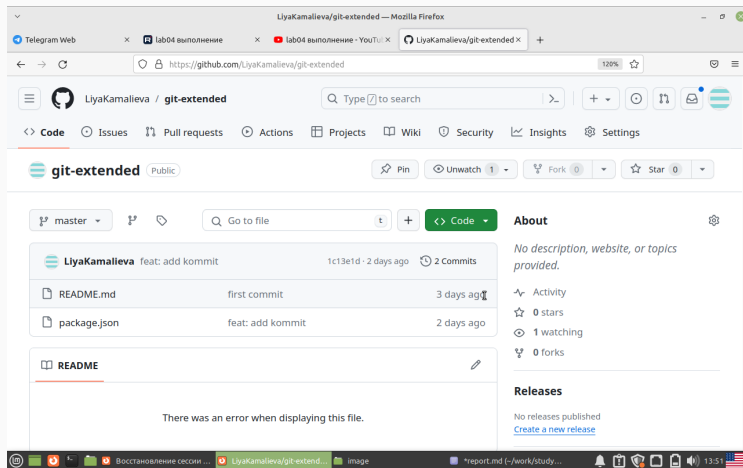 LiyaKamalieva/git-extended — Mozilla Firefox
Telegram Web × lab04 выполнение × lab04 выполнение - YouTu × LiyaKamalieva/git-extended × +
https://github.com/LiyaKamalieva/git-extended 120%
LiyaKamalieva / git-extended Type / to search
Code Issues Pull requests Actions Projects Wiki Security Insights Settings
git-extended Public Pin Unwatch 1 Fork 0 Star 0
master Go to file t + Code About
No description, website, or topics
provided.
LiyaKamalieva feat: add kommit 1c13e1d · 2 days ago 2 Commits
README.md first commit 3 days ago Activity
0 stars
package.json feat: add kommit 2 days ago 1 watching
0 forks
README
Releases
There was an error when displaying this file. No releases published
Create a new release
Восстановление сессии ... LiyaKamalieva/git-extend... image *report.md (~/work/study... 13:51